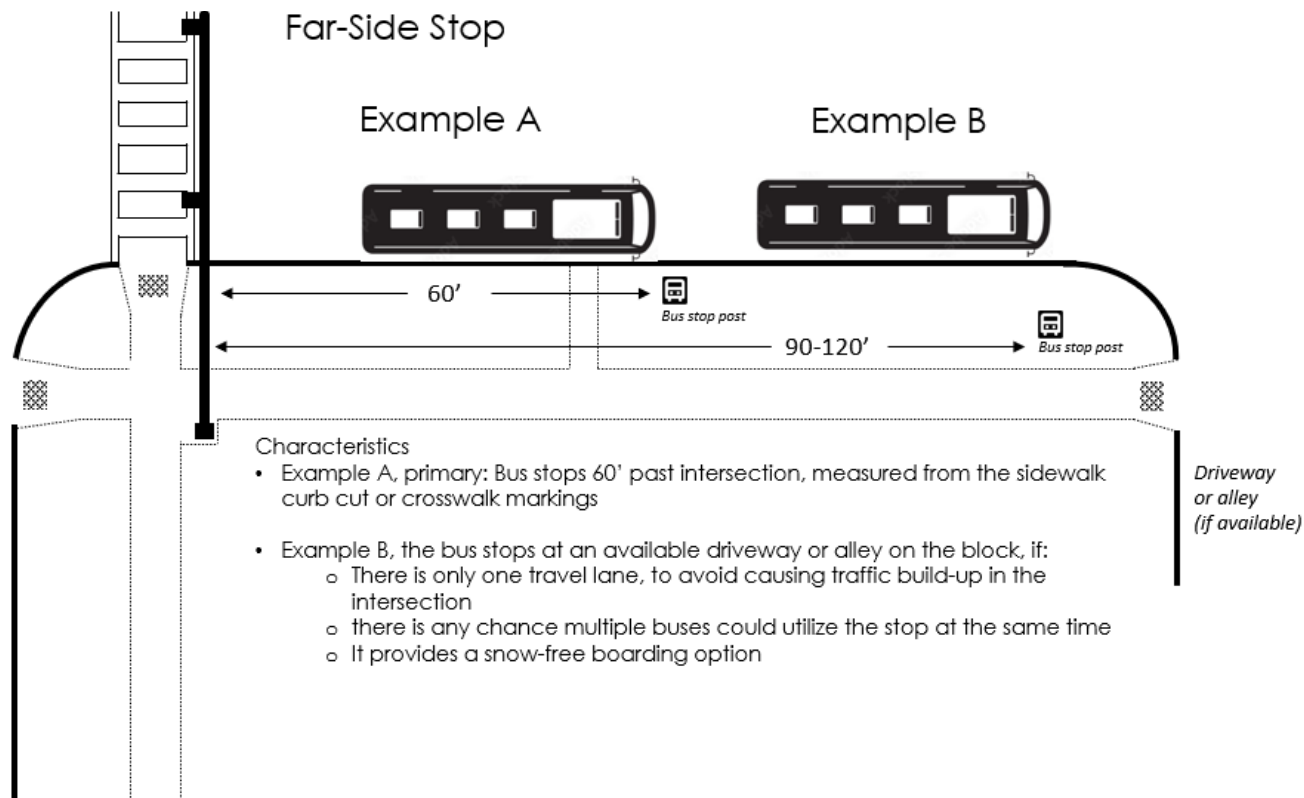 Far-Side Stop
Example A
Example B
60’
Bus stop post
90-120’
Bus stop post
Characteristics
• Example A, primary: Bus stops 60’ past intersection, measured from the sidewalk
curb cut or crosswalk markings
• Example B, the bus stops at an available driveway or alley on the block, if:
o There is only one travel lane, to avoid causing traffic build-up in the
intersection
o there is any chance multiple buses could utilize the stop at the same time
o It provides a snow-free boarding option
Driveway
or alley
(if available)